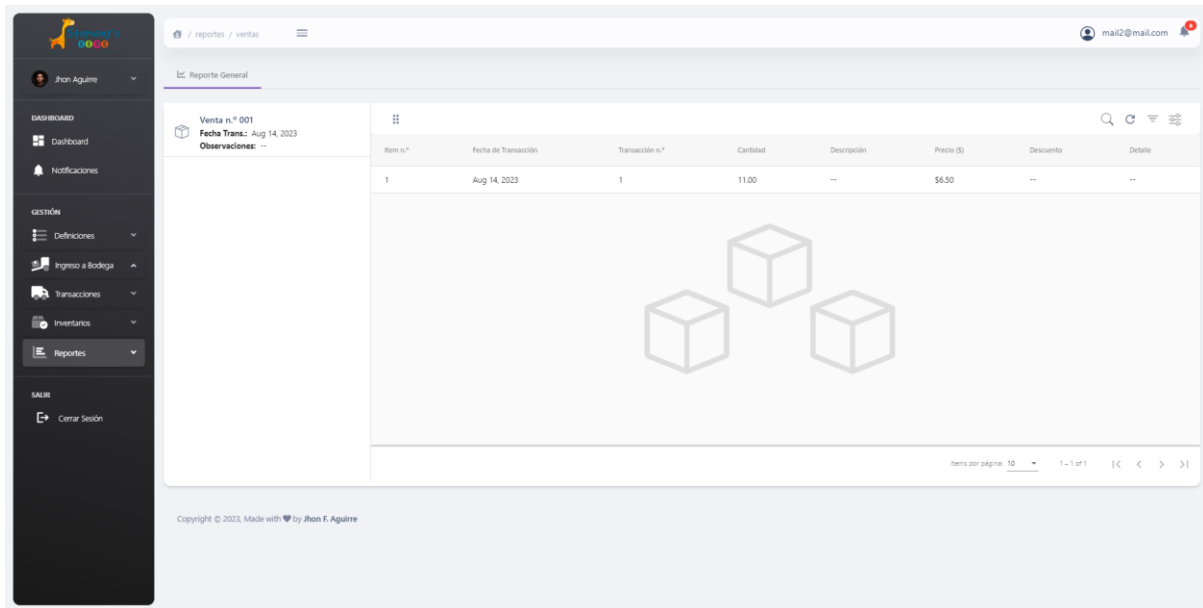 / reportes / ventas
mail2@mail.com
4
Jhon Aguirre
DASHBOARD
Dashboard
Notificaciones
GESTIÓN
Definiciones
Ingreso a Bodega
Transacciones
Inventarios
Reportes
SALIR
Cerrar Sesión
Reporte General
Venta n.º 001
Fecha Trans.: Aug 14, 2023
Observaciones: --
Item n.º Fecha de Transacción Transacción n.º Cantidad Descripción Precio ($) Descuento Detalle
1 Aug 14, 2023 1 11.00 -- $6.50 -- --
Items por página: 10 1 – 1 of 1
Copyright © 2023, Made with ♥ by Jhon F. Aguirre